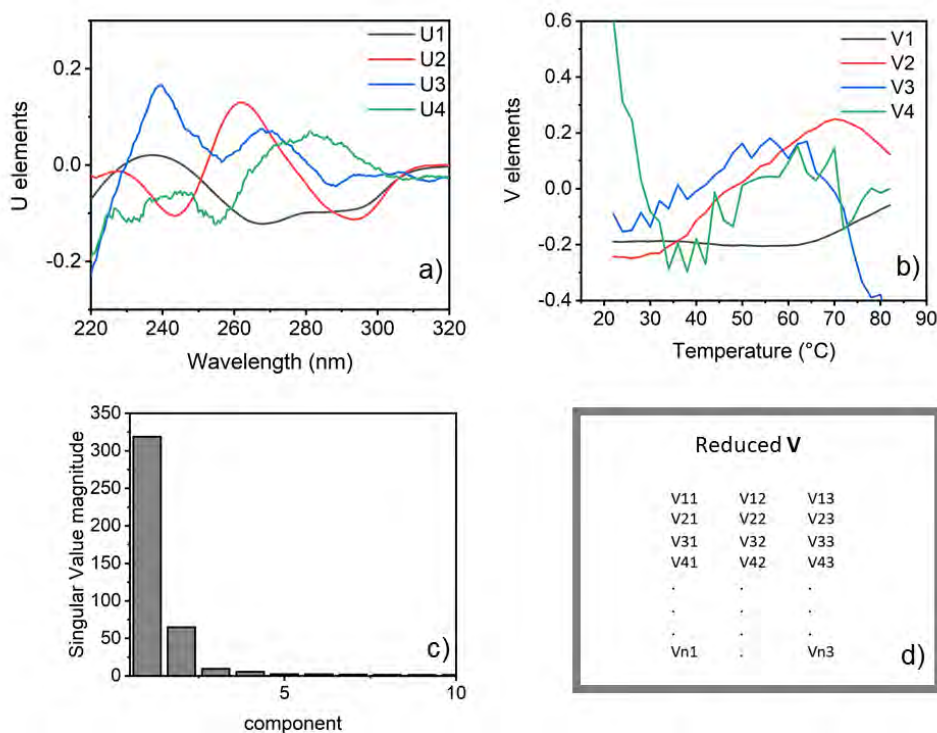 U elements
0.2
0.0
-0.2
U1
U2
U3
U4
a)
220 240 260 280 300 320
Wavelength (nm)
V elements
0.6
0.4
0.2
0.0
-0.2
-0.4
V1
V2
V3
V4
b)
20 30 40 50 60 70 80 90
Temperature (°C)
Singular Value magnitude
350
300
250
200
150
100
50
0
c)
5 10
component
Reduced V
V11 V12 V13
V21 V22 V23
V31 V32 V33
V41 V42 V43
. . .
. . .
. . .
Vn1 . Vn3
d)